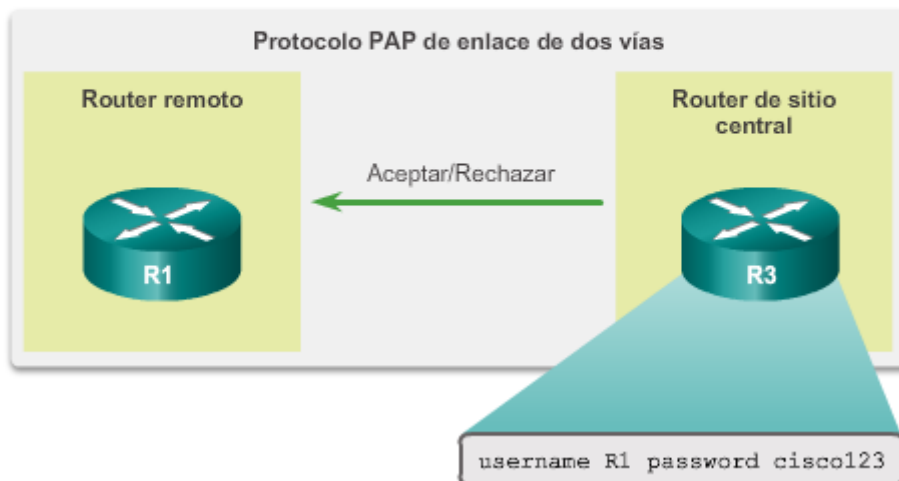 Protocolo PAP de enlace de dos vías
Router remoto
Router de sitio
central
Aceptar/Rechazar
R1
R3
username R1 password cisco123